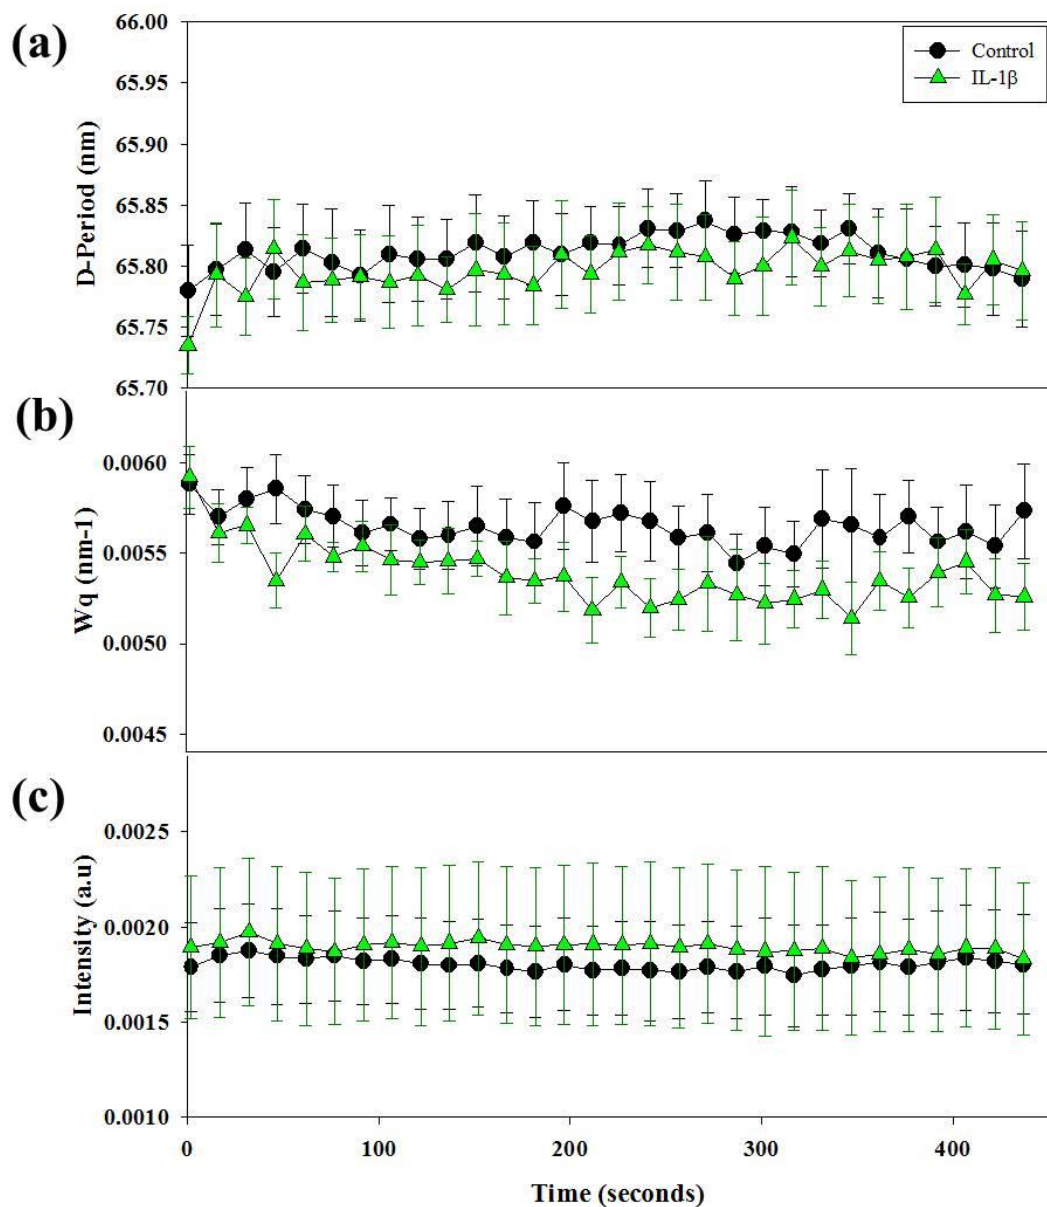 (a)
66.00
65.95
65.90
65.85
65.80
65.75
65.70
D-Period (nm)
Control
IL-1β
(b)
0.0060
0.0055
0.0050
0.0045
Wq (nm-1)
(c)
0.0025
0.0020
0.0015
0.0010
Intensity (a.u)
0 100 200 300 400
Time (seconds)